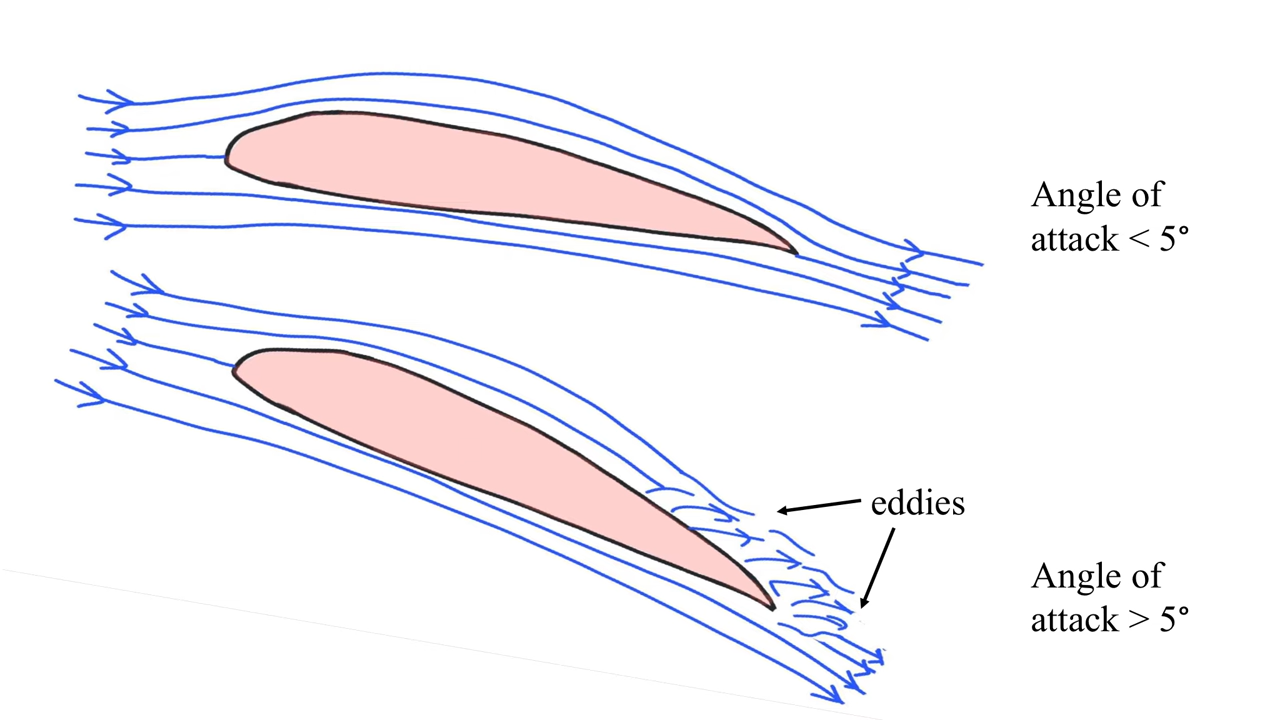 Angle of
attack < 5°
eddies
Angle of
attack > 5°